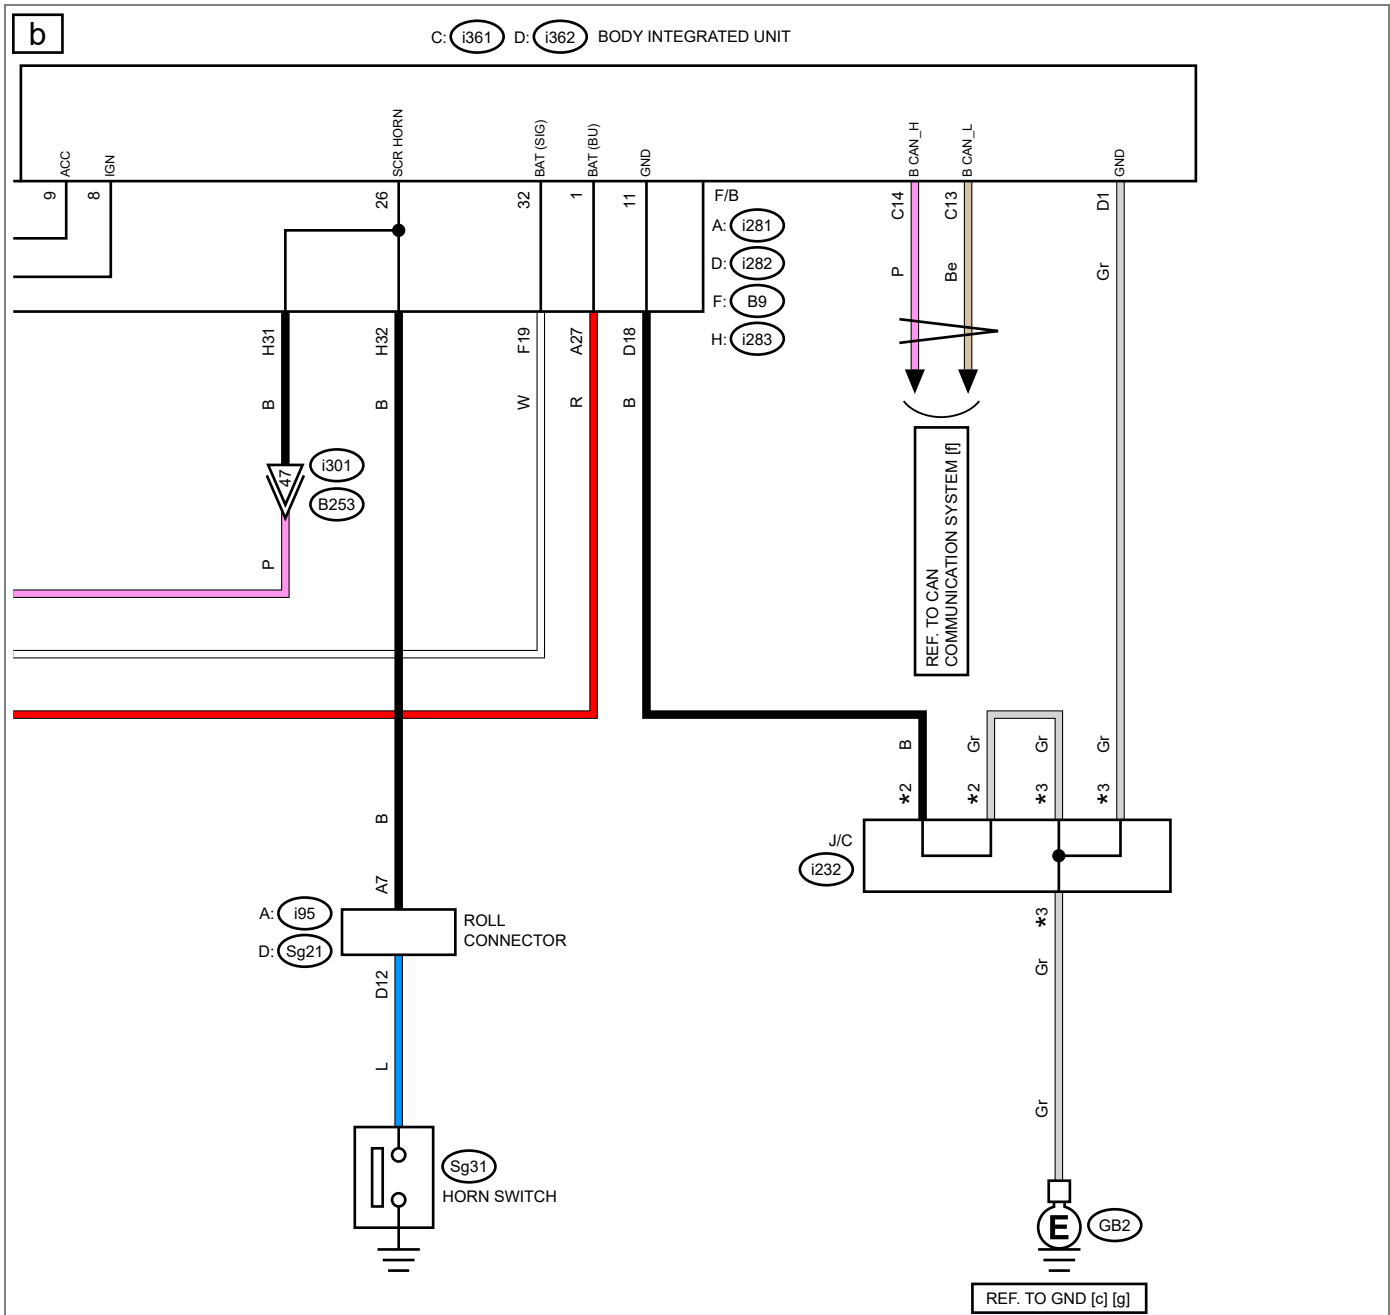 b
C: i361 D: i362 BODY INTEGRATED UNIT
ACC
IGN
SCR HORN
BAT (SIG)
BAT (BU)
GND
B CAN_H
B CAN_L
GND
9
8
26
32
1
11
C14
C13
D1
F/B
A: i281
D: i282
F: B9
H: i283
P
Be
Gr
H31
H32
F19
A27
D18
B
B
W
R
B
47
i301
B253
P
REF. TO CAN
COMMUNICATION SYSTEM [f]
B
Gr
Gr
Gr
*2
*2
*3
*3
B
A7
J/C
i232
A: i95
D: Sg21
ROLL
CONNECTOR
*3
Gr
D12
L
Gr
Sg31
HORN SWITCH
E
GB2
REF. TO GND [c] [g]